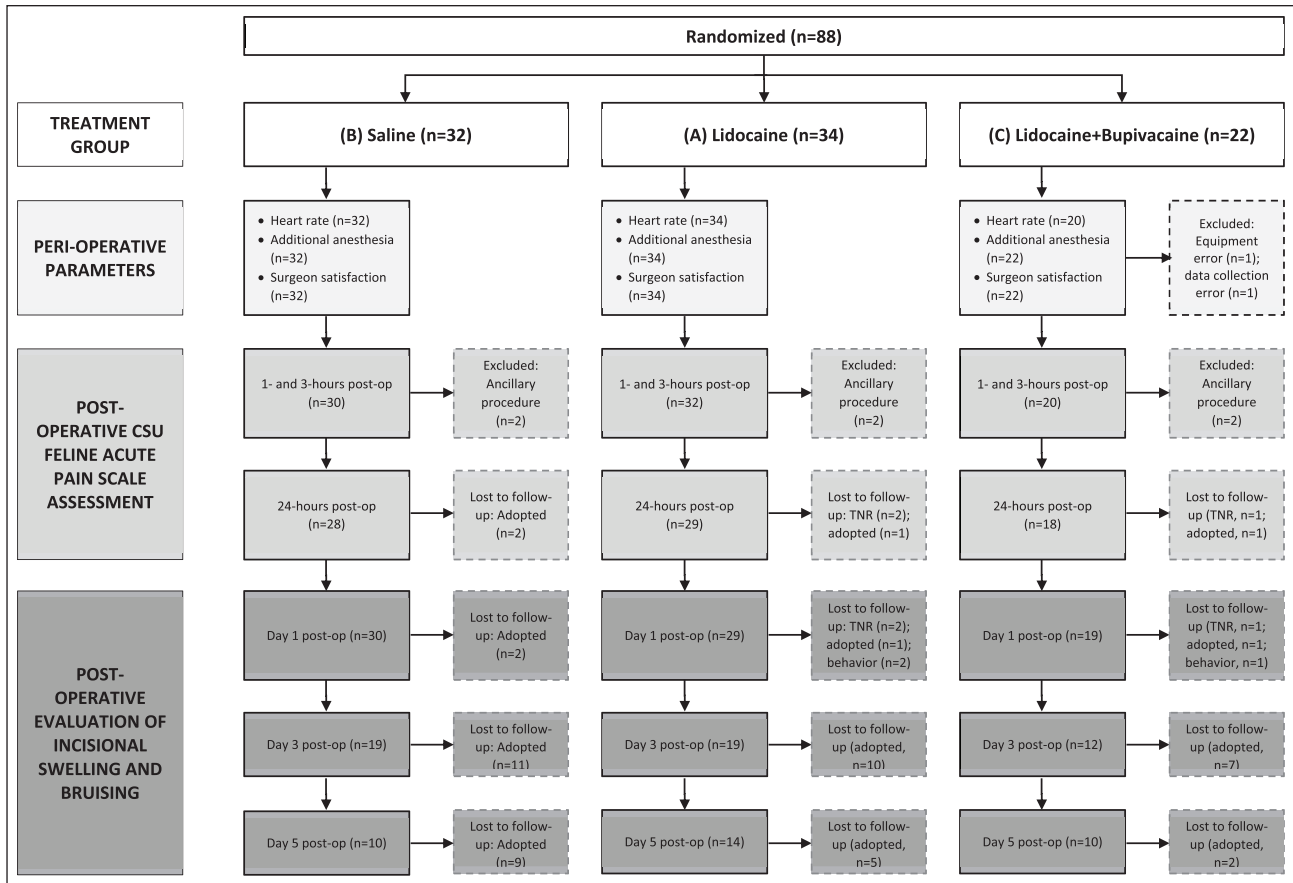 Randomized (n=88)
TREATMENT
GROUP
(B) Saline (n=32)
(A) Lidocaine (n=34)
(C) Lidocaine+Bupivacaine (n=22)
PERI-OPERATIVE
PARAMETERS
• Heart rate (n=32)
• Additional anesthesia
(n=32)
• Surgeon satisfaction
(n=32)
• Heart rate (n=34)
• Additional anesthesia
(n=34)
• Surgeon satisfaction
(n=34)
• Heart rate (n=20)
• Additional anesthesia
(n=22)
• Surgeon satisfaction
(n=22)
Excluded:
Equipment
error (n=1);
data collection
error (n=1)
POST-
OPERATIVE CSU
FELINE ACUTE
PAIN SCALE
ASSESSMENT
1- and 3-hours post-op
(n=30)
Excluded:
Ancillary
procedure
(n=2)
1- and 3-hours post-op
(n=32)
Excluded:
Ancillary
procedure
(n=2)
1- and 3-hours post-op
(n=20)
Excluded:
Ancillary
procedure
(n=2)
24-hours post-op
(n=28)
Lost to follow-
up: Adopted
(n=2)
24-hours post-op
(n=29)
Lost to follow-
up: TNR (n=2);
adopted (n=1)
24-hours post-op
(n=18)
Lost to follow-
up (TNR, n=1;
adopted, n=1)
POST-
OPERATIVE
EVALUATION OF
INCISIONAL
SWELLING AND
BRUISING
Day 1 post-op (n=30)
Lost to follow-
up: Adopted
(n=2)
Day 1 post-op (n=29)
Lost to follow-
up: TNR (n=2);
adopted (n=1);
behavior (n=2)
Day 1 post-op (n=19)
Lost to follow-
up (TNR, n=1;
adopted, n=1;
behavior, n=1)
Day 3 post-op (n=19)
Lost to follow-
up: Adopted
(n=11)
Day 3 post-op (n=19)
Lost to follow-
up (adopted,
n=10)
Day 3 post-op (n=12)
Lost to follow-
up (adopted,
n=7)
Day 5 post-op (n=10)
Lost to follow-
up: Adopted
(n=9)
Day 5 post-op (n=14)
Lost to follow-
up (adopted,
n=5)
Day 5 post-op (n=10)
Lost to follow-
up (adopted,
n=2)